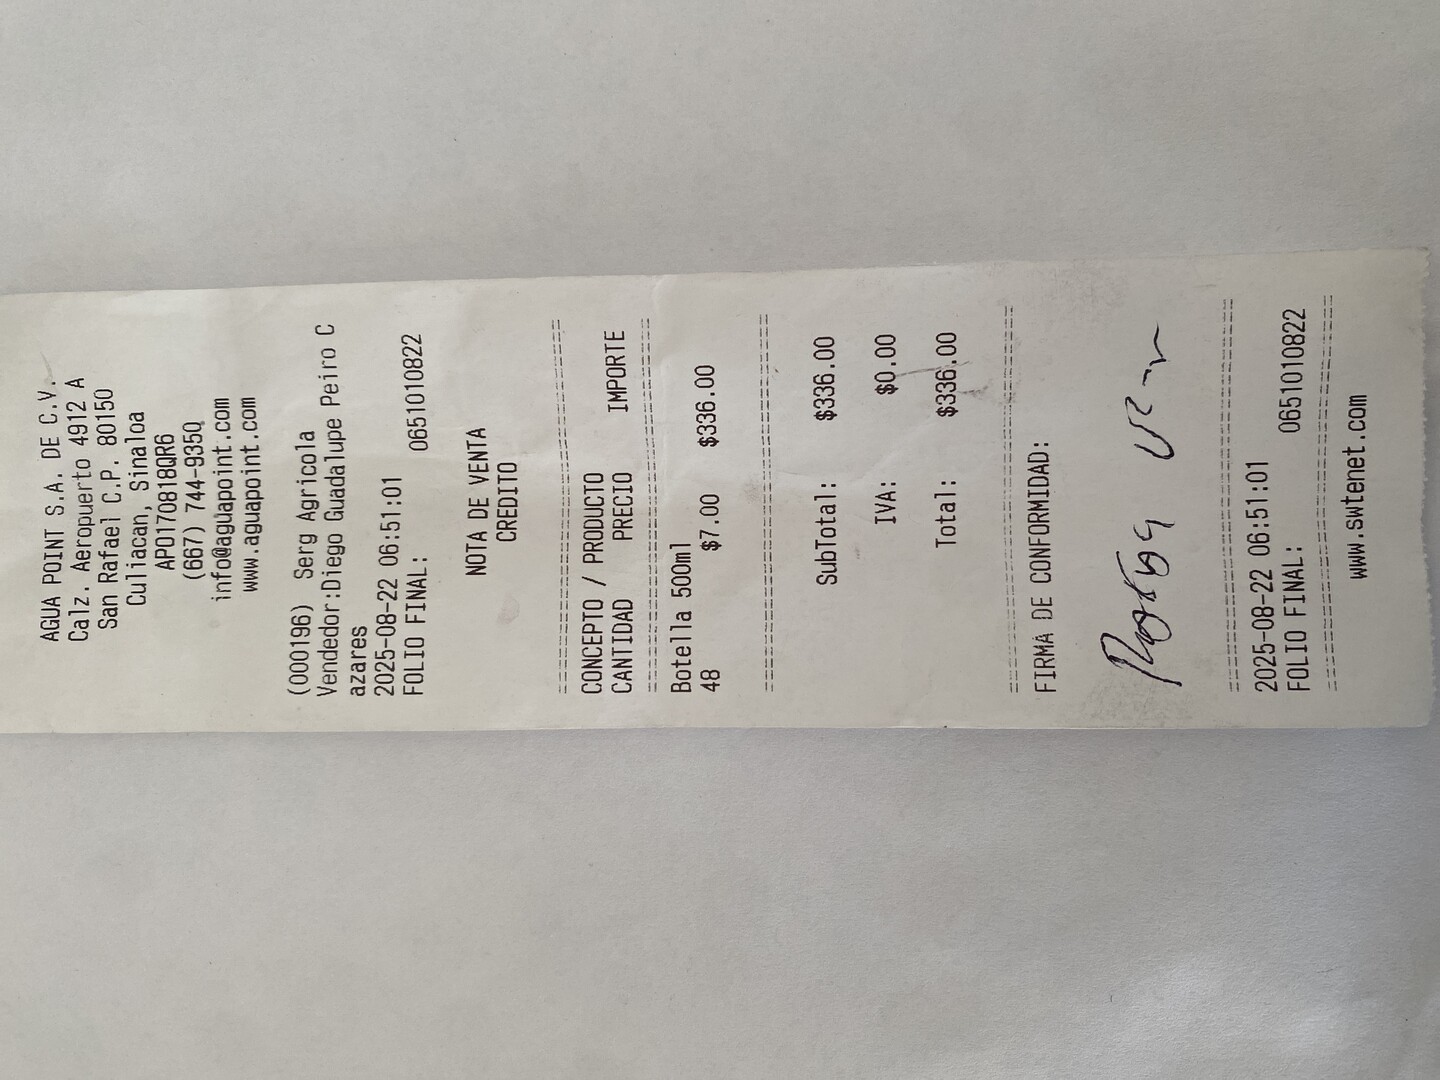 AGUA POINT S.A. DE C.V.
Calz. Aeropuerto 4912 A
San Rafael C.P. 80150
Culiacan, Sinaloa
APO170818QR6
(667) 744-9350
info@aguapoint.com
www.aguapoint.com
(000196) Serg Agricola
Vendedor:Diego Guadalupe Peiro C
azares
2025-08-22 06:51:01
FOLIO FINAL: 0651010822
NOTA DE VENTA
CREDITO
================================
CONCEPTO / PRODUCTO
CANTIDAD PRECIO IMPORTE
================================
Botella 500ml
48 $7.00 $336.00
================================
SubTotal: $336.00
IVA: $0.00
Total: $336.00
================================
FIRMA DE CONFORMIDAD:
================================
2025-08-22 06:51:01
FOLIO FINAL: 0651010822
================================
www.swtenet.com